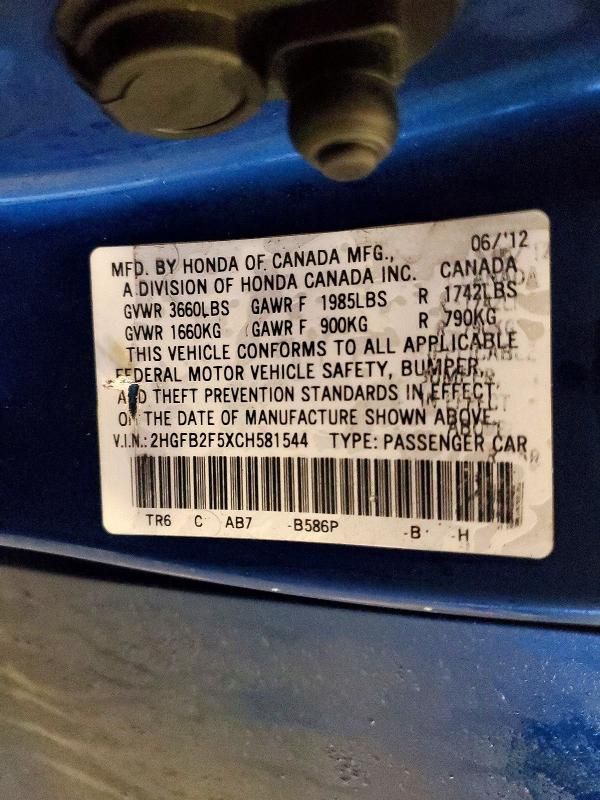 06/'12
MFD. BY HONDA OF CANADA MFG., CANADA
A DIVISION OF HONDA CANADA INC.
GVWR 3660LBS GAWR F 1985LBS R 1742LBS
GVWR 1660KG GAWR F 900KG R 790KG
THIS VEHICLE CONFORMS TO ALL APPLICABLE
FEDERAL MOTOR VEHICLE SAFETY, BUMPER,
AND THEFT PREVENTION STANDARDS IN EFFECT
ON THE DATE OF MANUFACTURE SHOWN ABOVE.
V.I.N.: 2HGFB2F5XCH581544 TYPE: PASSENGER CAR
TR6 C AB7 -B586P -B -H